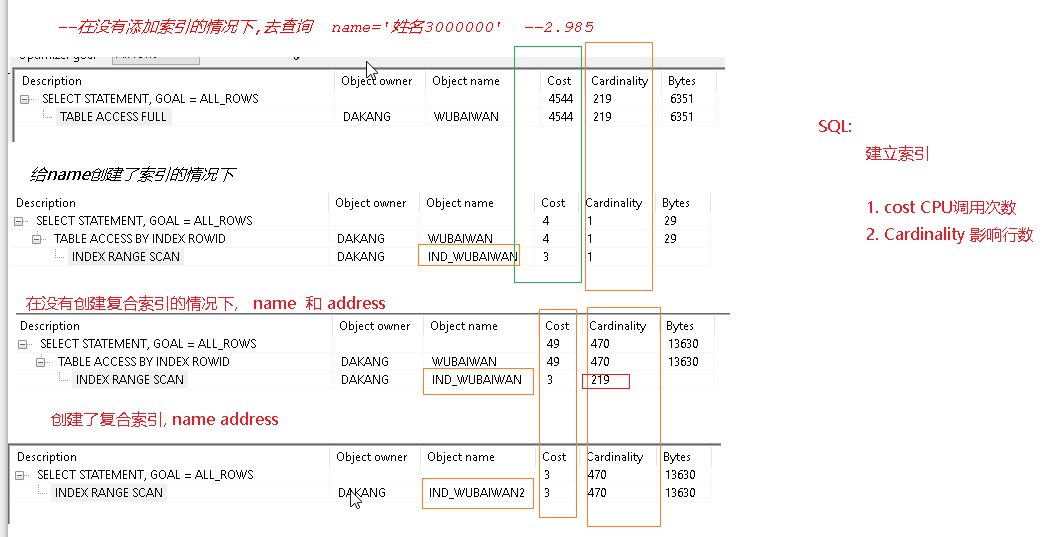 --在没有添加索引的情况下,去查询 name='姓名3000000' --2.985
Description Object owner Object name Cost Cardinality Bytes
SELECT STATEMENT, GOAL = ALL_ROWS 4544 219 6351
TABLE ACCESS FULL DAKANG WUBAIWAN 4544 219 6351
SQL:
建立索引
给name创建了索引的情况下
Description Object owner Object name Cost Cardinality Bytes
SELECT STATEMENT, GOAL = ALL_ROWS 4 1 29
TABLE ACCESS BY INDEX ROWID DAKANG WUBAIWAN 4 1 29
INDEX RANGE SCAN DAKANG IND_WUBAIWAN 3 1
1. cost CPU调用次数
2. Cardinality 影响行数
在没有创建复合索引的情况下, name 和 address
Description Object owner Object name Cost Cardinality Bytes
SELECT STATEMENT, GOAL = ALL_ROWS 49 470 13630
TABLE ACCESS BY INDEX ROWID DAKANG WUBAIWAN 49 470 13630
INDEX RANGE SCAN DAKANG IND_WUBAIWAN 3 219
创建了复合索引, name address
Description Object owner Object name Cost Cardinality Bytes
SELECT STATEMENT, GOAL = ALL_ROWS 3 470 13630
INDEX RANGE SCAN DAKANG IND_WUBAIWAN2 3 470 13630